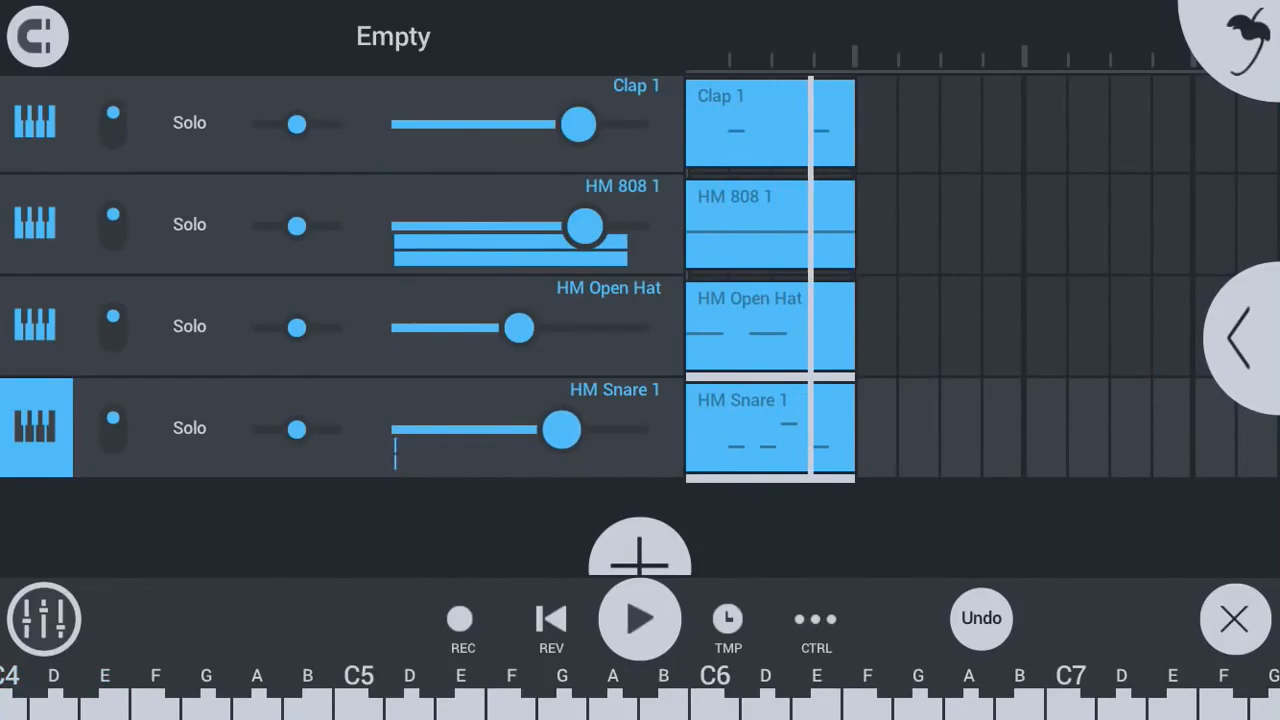 Empty
Clap 1
Clap 1
Solo
HM 808 1
HM 808 1
Solo
HM Open Hat
HM Open Hat
Solo
HM Snare 1
HM Snare 1
Solo
Undo
REC REV TMP CTRL
C4 D E F G A B C5 D E F G A B C6 D E F G A B C7 D E F G